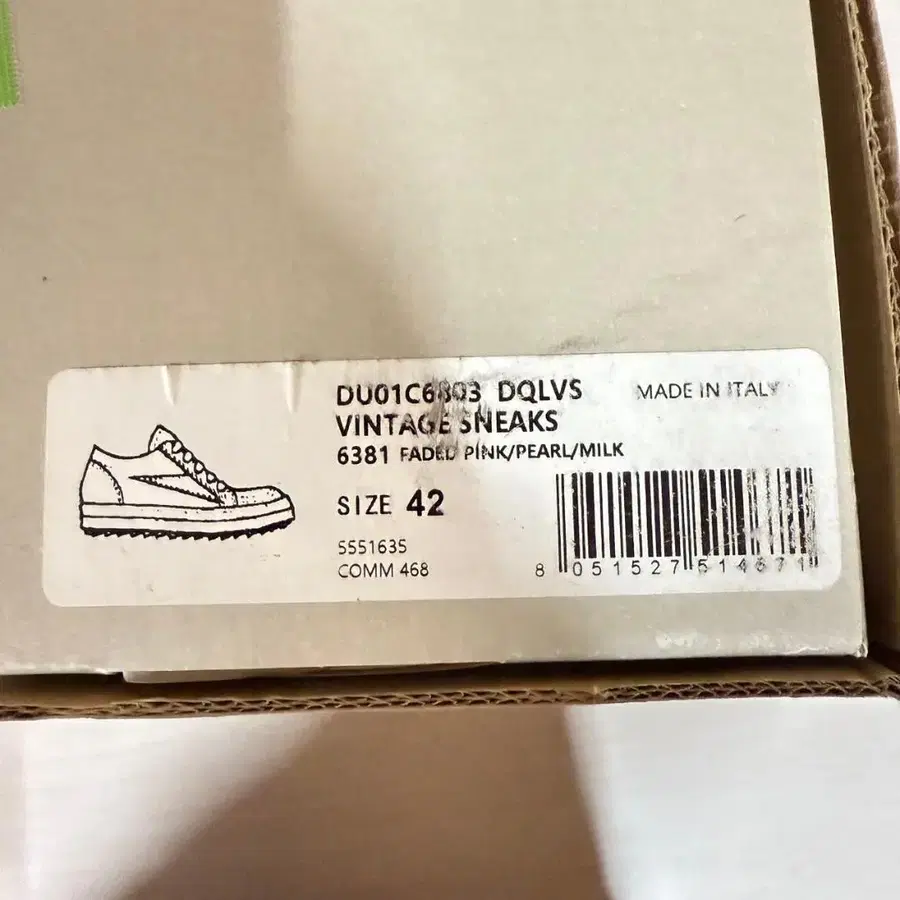 DU01C6803 DQLVS
MADE IN ITALY
VINTAGE SNEAKS
6381 FADED PINK/PEARL/MILK
SIZE 42
5551635
COMM 468
8 051527 514671